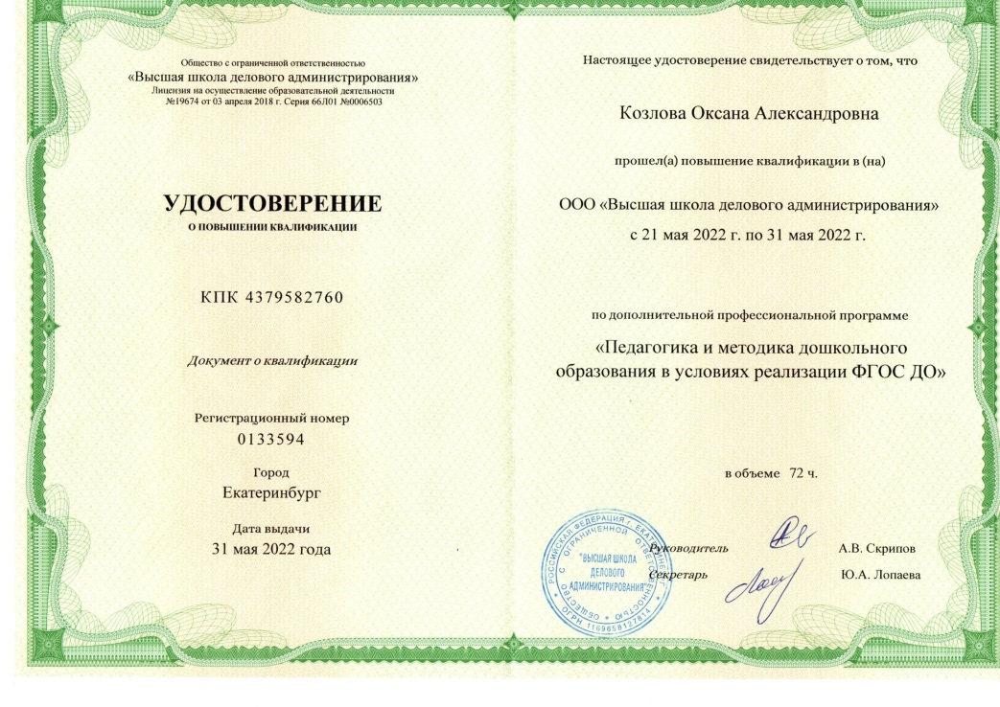 Общество с ограниченной ответственностью
«Высшая школа делового администрирования»
Лицензия на осуществление образовательной деятельности
№19674 от 03 апреля 2018 г. Серия 66Л01 №0006503
УДОСТОВЕРЕНИЕ
О ПОВЫШЕНИИ КВАЛИФИКАЦИИ
КПК 4379582760
Документ о квалификации
Регистрационный номер
0133594
Город
Екатеринбург
Дата выдачи
31 мая 2022 года
Настоящее удостоверение свидетельствует о том, что
Козлова Оксана Александровна
прошел(а) повышение квалификации в (на)
ООО «Высшая школа делового администрирования»
с 21 мая 2022 г. по 31 мая 2022 г.
по дополнительной профессиональной программе
«Педагогика и методика дошкольного
образования в условиях реализации ФГОС ДО»
в объеме 72 ч.
Руководитель А.В. Скрипов
Секретарь Ю.А. Лопаева
РОССИЙСКАЯ ФЕДЕРАЦИЯ г. ЕКАТЕРИНБУРГ
ОБЩЕСТВО С ОГРАНИЧЕННОЙ ОТВЕТСТВЕННОСТЬЮ
"ВЫСШАЯ ШКОЛА
ДЕЛОВОГО
АДМИНИСТРИРОВАНИЯ"
ОГРН 1169658127814